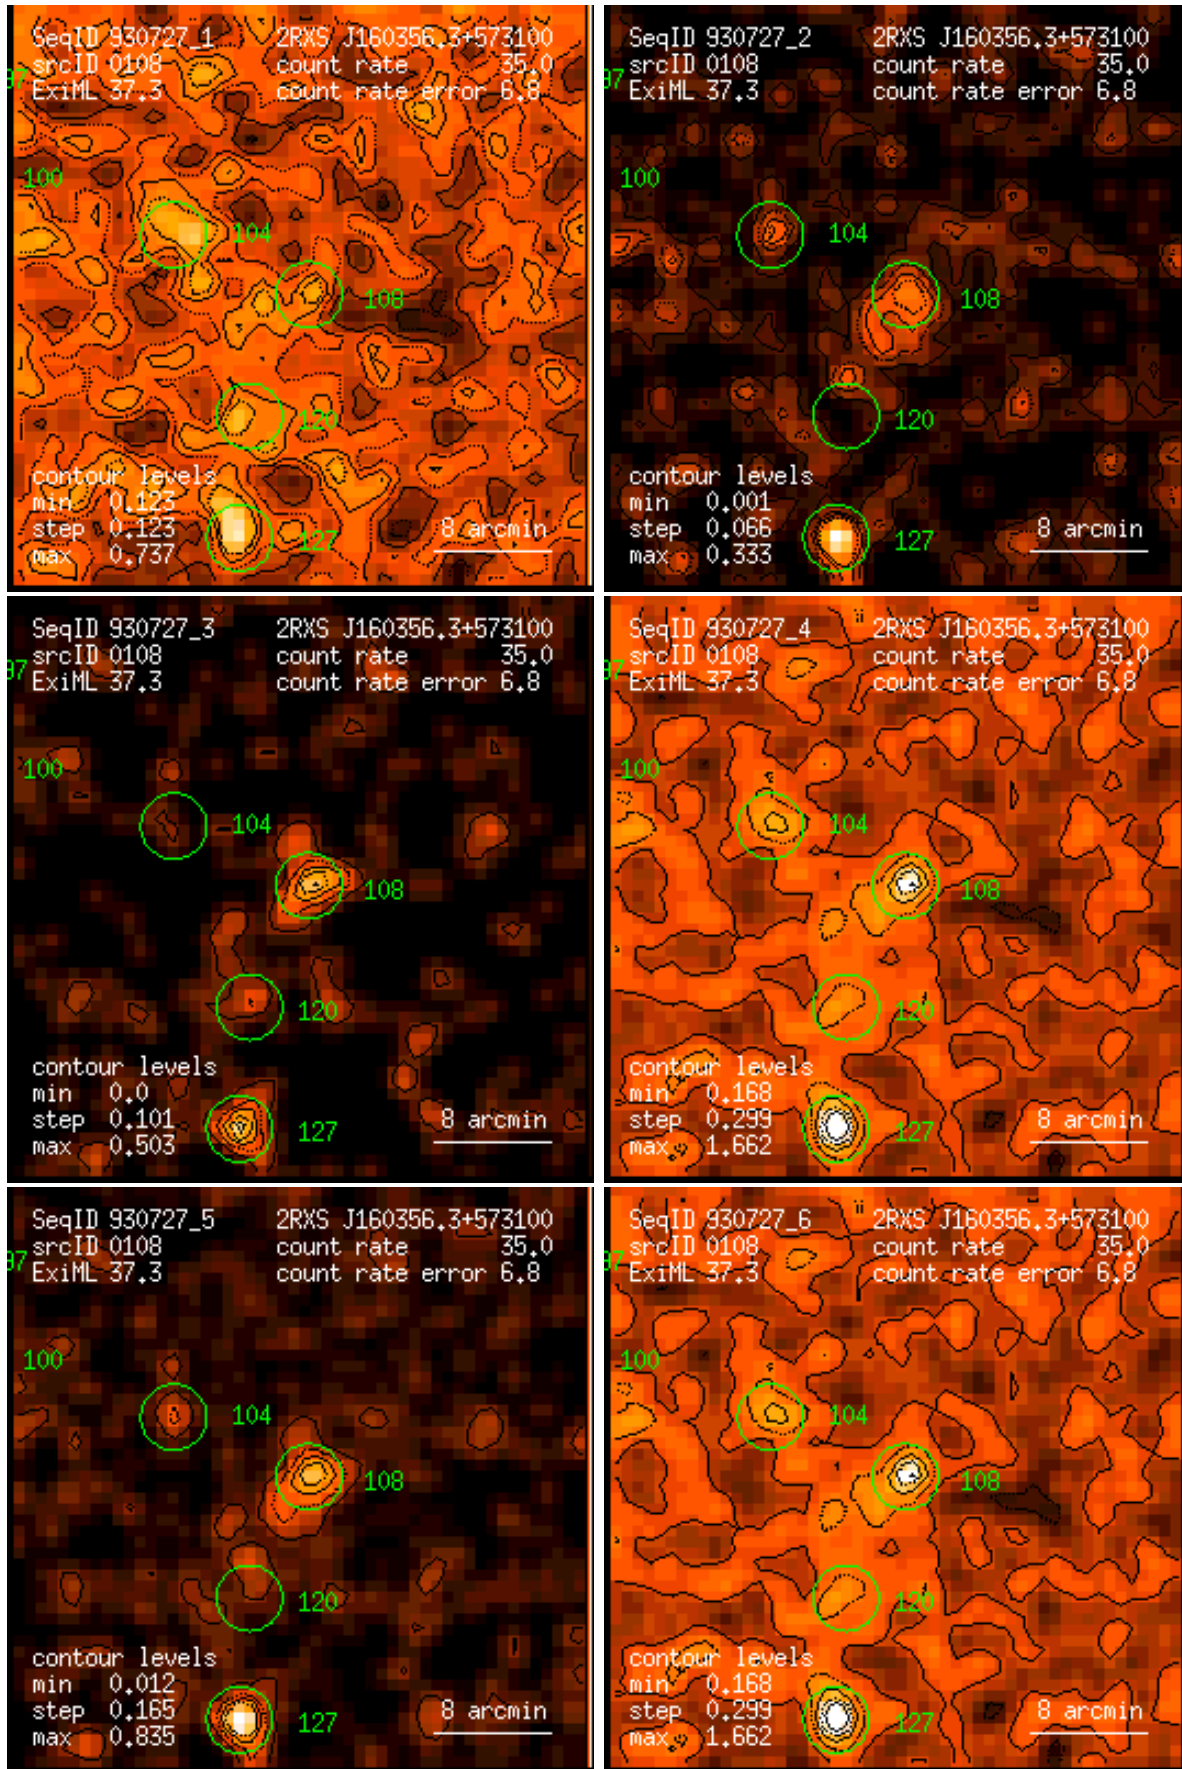 SeqID 930727_1 2RXS J160356.3+573100
srcID 0108 count rate 35.0
97
ExiML 37.3 count rate error 6.8
100
104
108
120
contour levels
min 0.123
step 0.123 8 arcmin
127
max 0.737
SeqID 930727_2 2RXS J160356.3+573100
srcID 0108 count rate 35.0
97
ExiML 37.3 count rate error 6.8
100
104
108
120
contour levels
min 0.001
step 0.066 8 arcmin
127
max 0.333
SeqID 930727_3 2RXS J160356.3+573100
srcID 0108 count rate 35.0
97
ExiML 37.3 count rate error 6.8
100
104
108
120
contour levels
min 0.0
step 0.101 8 arcmin
127
max 0.503
SeqID 930727_4 2RXS J160356.3+573100
srcID 0108 count rate 35.0
97
ExiML 37.3 count rate error 6.8
100
104
108
120
contour levels
min 0.168
step 0.299 8 arcmin
127
max 1.662
SeqID 930727_5 2RXS J160356.3+573100
srcID 0108 count rate 35.0
97
ExiML 37.3 count rate error 6.8
100
104
108
120
contour levels
min 0.012
step 0.165 8 arcmin
127
max 0.835
SeqID 930727_6 2RXS J160356.3+573100
srcID 0108 count rate 35.0
97
ExiML 37.3 count rate error 6.8
100
104
108
120
contour levels
min 0.168
step 0.299 8 arcmin
127
max 1.662